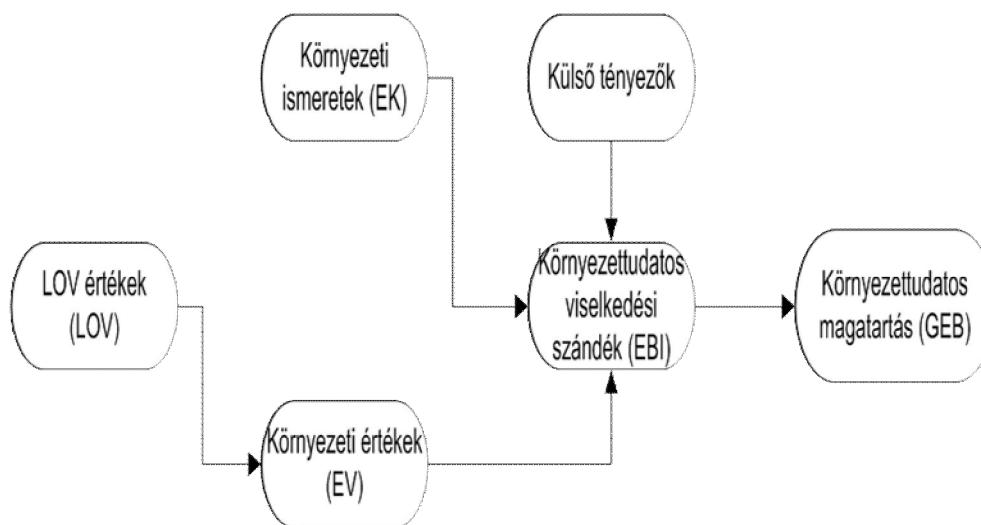 Környezeti
ismeretek (EK)
Külső tényezők
LOV értékek
(LOV)
Környezettudatos
viselkedési
szándék (EBI)
Környezettudatos
magatartás (GEB)
Környezeti értékek
(EV)